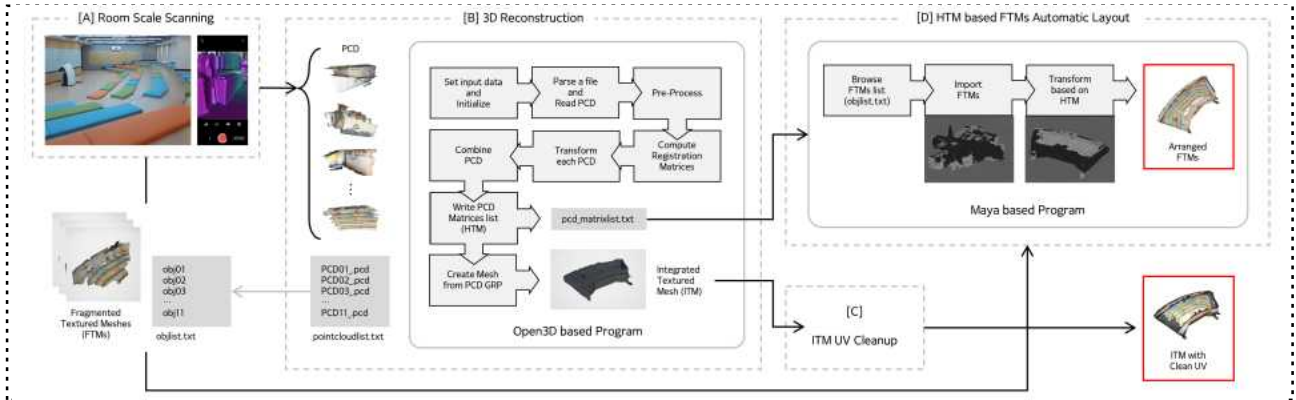 [A] Room Scale Scanning
[B] 3D Reconstruction
PCD
Set input data
and
Initialize
Parse a file
and
Read PCD
Pre-Process
Combine
PCD
Transform
each PCD
Compute
Registration
Matrices
Write PCD
Matrices list
(HTM)
pcd_matrixlist.txt
Create Mesh
from PCD GRP
Integrated
Textured
Mesh (ITM)
Open3D based Program
Fragmented
Textured Meshes
(FTMs)
obj01
obj02
obj03
...
obj11
objlist.txt
PCD01_pcd
PCD02_pcd
PCD03_pcd
...
PCD11_pcd
pointcloudlist.txt
[C]
ITM UV Cleanup
[D] HTM based FTMs Automatic Layout
Browse
FTMs list
(objlist.txt)
Import
FTMs
Transform
based on
HTM
Arranged
FTMs
Maya based Program
ITM with
Clean UV